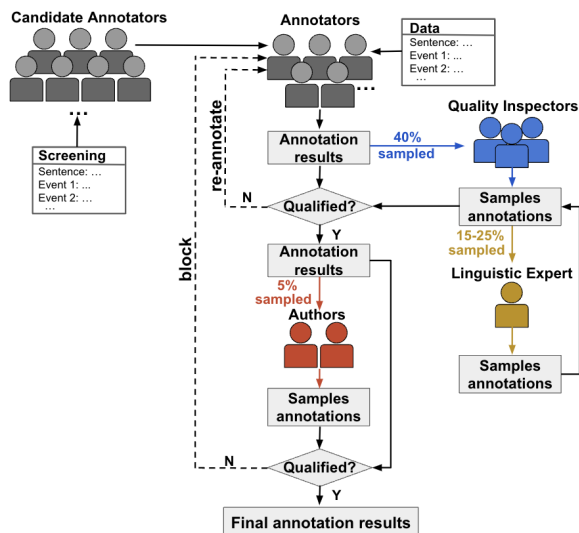 Candidate Annotators
...
Screening
Sentence: ...
Event 1: ...
Event 2: ...
...
Annotators
...
Data
Sentence: ...
Event 1: ...
Event 2: ...
...
Annotation
results
40%
sampled
Quality Inspectors
re-annotate
N
Qualified?
Samples
annotations
Y
15-25%
sampled
block
Annotation
results
Linguistic Expert
5%
sampled
Authors
Samples
annotations
Samples
annotations
N
Qualified?
Y
Final annotation results